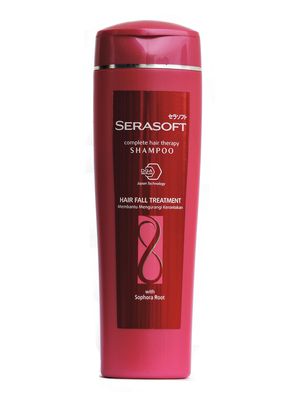 セラソフト
SERASOFT
complete hair therapy
SHAMPOO
DGA
Japan Technology
HAIR FALL TREATMENT
Membantu Mengurangi Kerontokan
with
Sophora Root